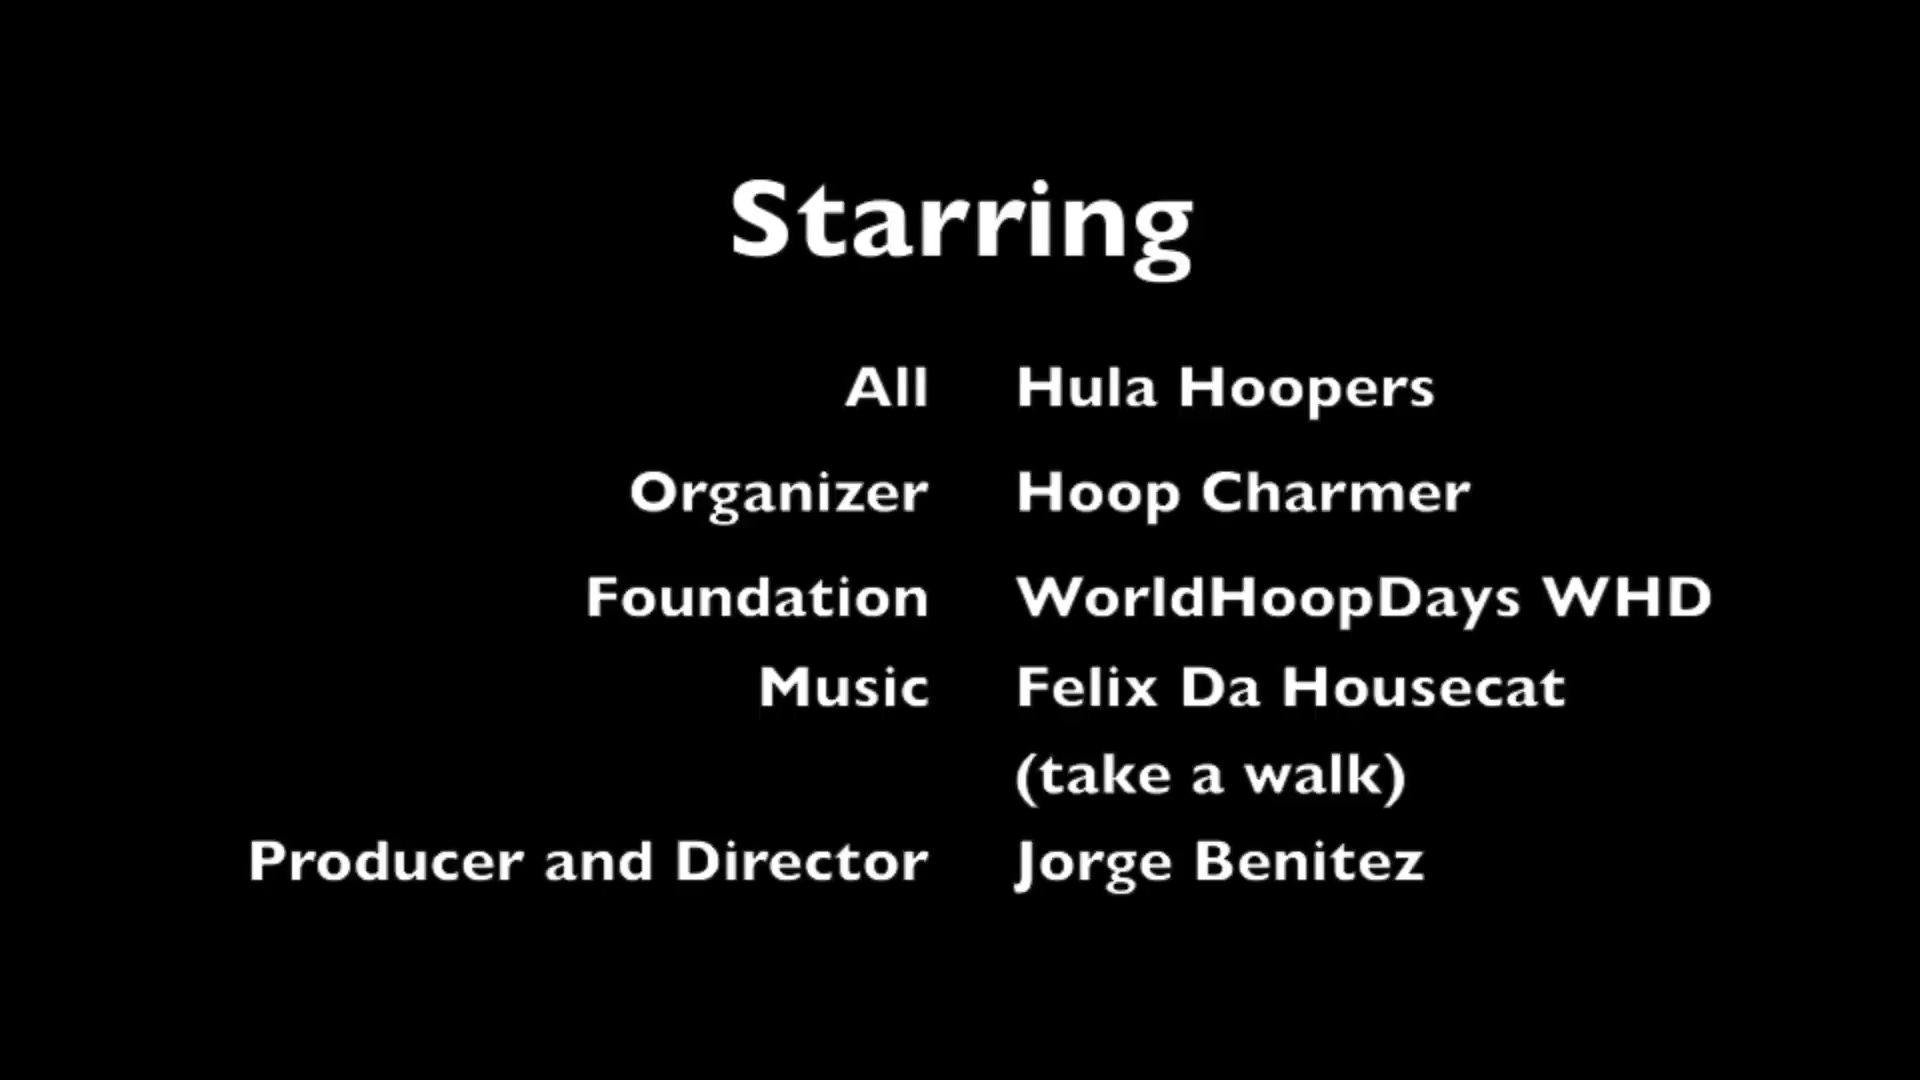 Starring
All Hula Hoopers
Organizer Hoop Charmer
Foundation WorldHoopDays WHD
Music Felix Da Housecat
(take a walk)
Producer and Director Jorge Benitez